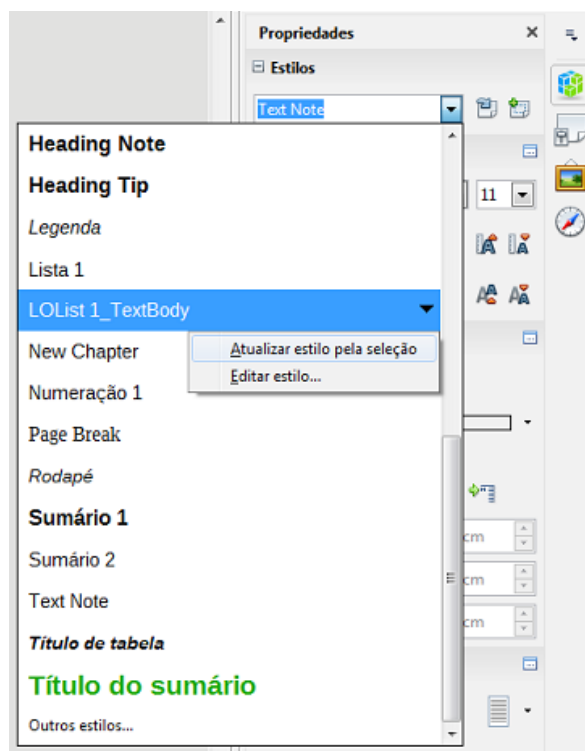 Propriedades
Estilos
Text Note
Heading Note
Heading Tip
11
Legenda
Lista 1
LOList 1_TextBody
New Chapter
Atualizar estilo pela seleção
Editar estilo...
Numeração 1
Page Break
Rodapé
Sumário 1
cm
Sumário 2
cm
Text Note
cm
Título de tabela
Título do sumário
Outros estilos...